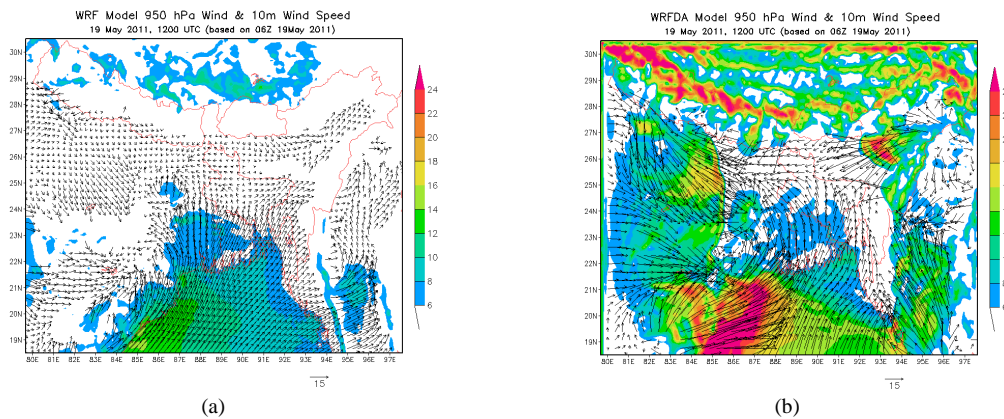 WRF Model 950 hPa Wind & 10m Wind Speed
19 May 2011, 1200 UTC (based on 06Z 19May 2011)
30N
29N
28N
27N
26N
25N
24N
23N
22N
21N
20N
19N
80E 81E 82E 83E 84E 85E 86E 87E 88E 89E 90E 91E 92E 93E 94E 95E 96E 97E
24
22
20
18
16
14
12
10
8
6
15
(a)
WRFDA Model 950 hPa Wind & 10m Wind Speed
19 May 2011, 1200 UTC (based on 06Z 19May 2011)
30N
29N
28N
27N
26N
25N
24N
23N
22N
21N
20N
19N
80E 81E 82E 83E 84E 85E 86E 87E 88E 89E 90E 91E 92E 93E 94E 95E 96E 97E
15
(b)